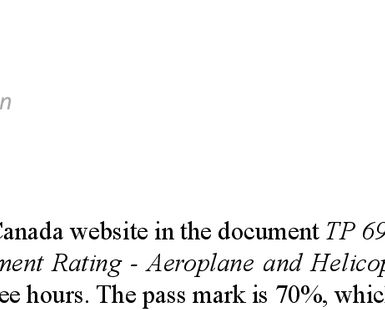 n
Canada website in the document TP 69
ment Rating - Aeroplane and Helicop
ee hours. The pass mark is 70%, whic